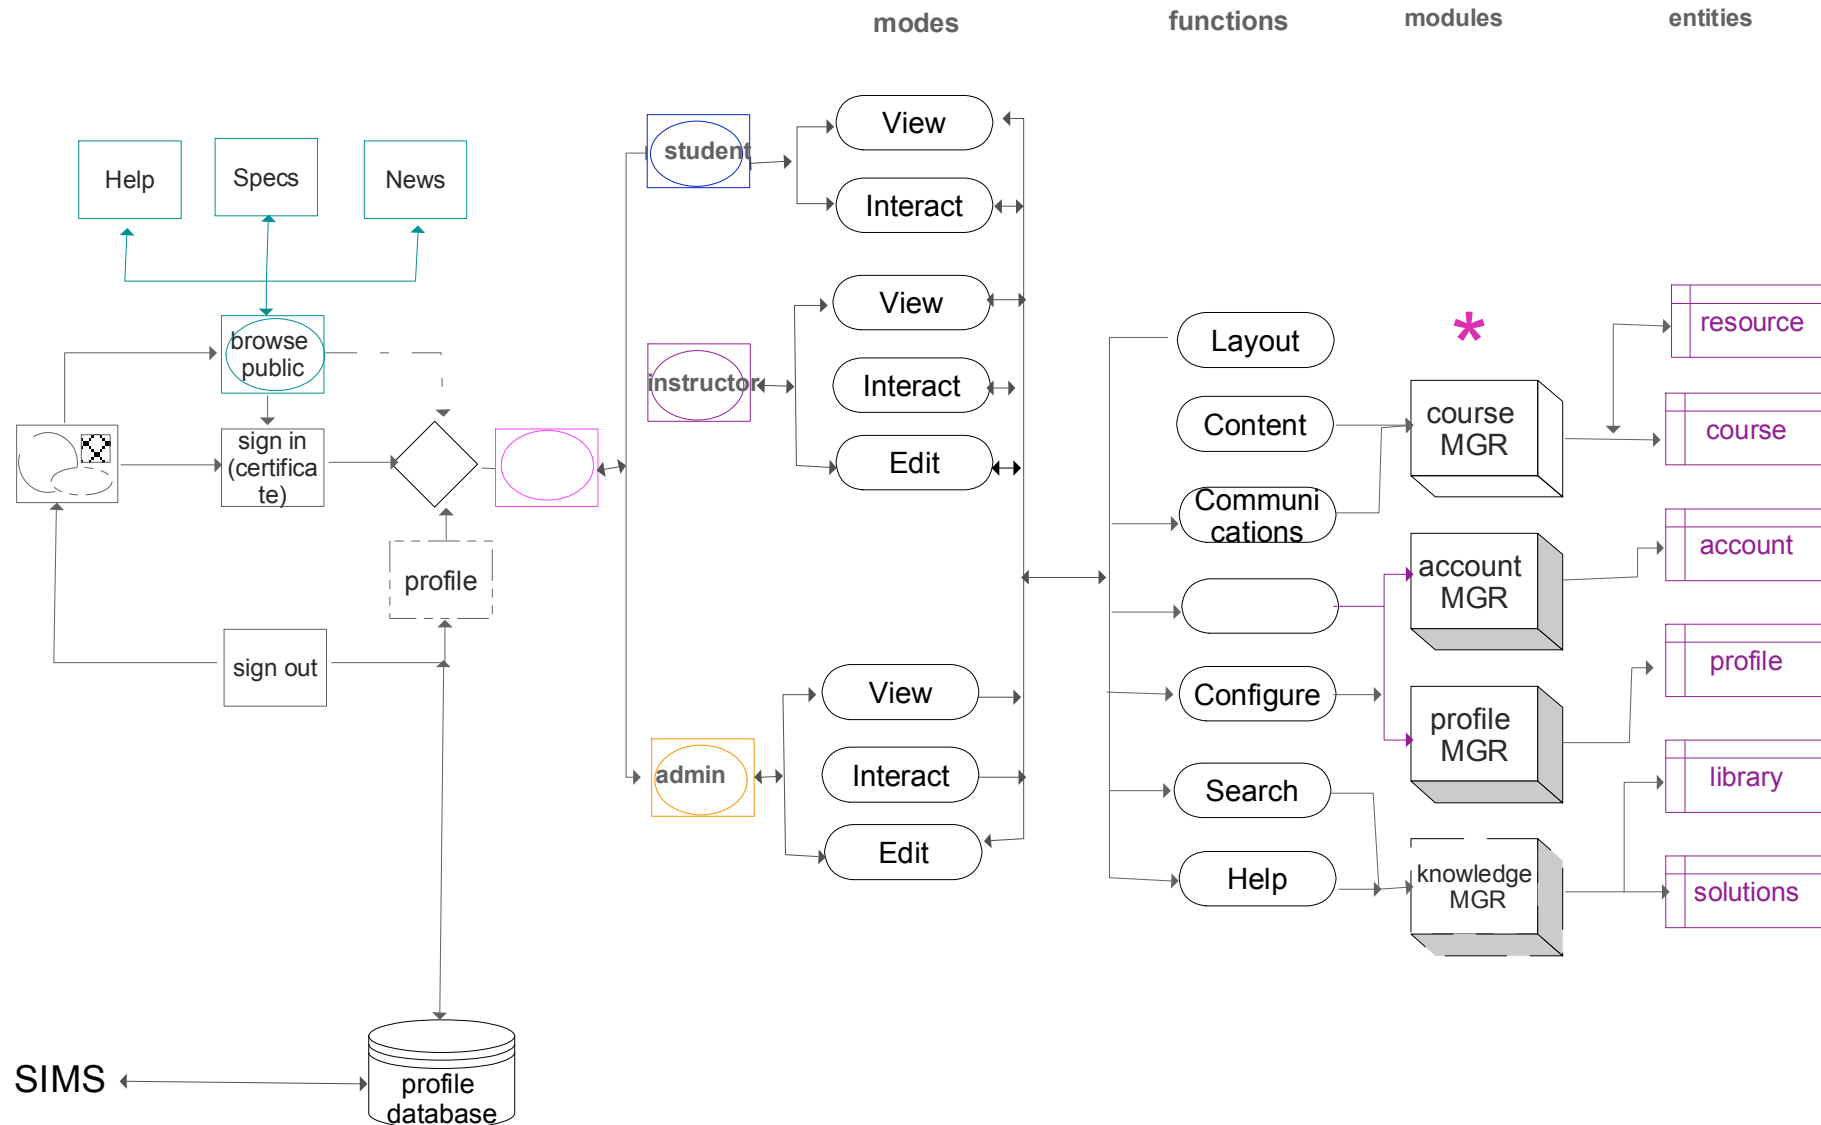 modes
functions
modules
entities
Help
Specs
News
browse
public
sign in
(certifica
te)
profile
sign out
SIMS
profile
database
student
instructor
admin
View
Interact
View
Interact
Edit
View
Interact
Edit
Layout
Content
Communi
cations
Configure
Search
Help
*
course
MGR
account
MGR
profile
MGR
knowledge
MGR
resource
course
account
profile
library
solutions